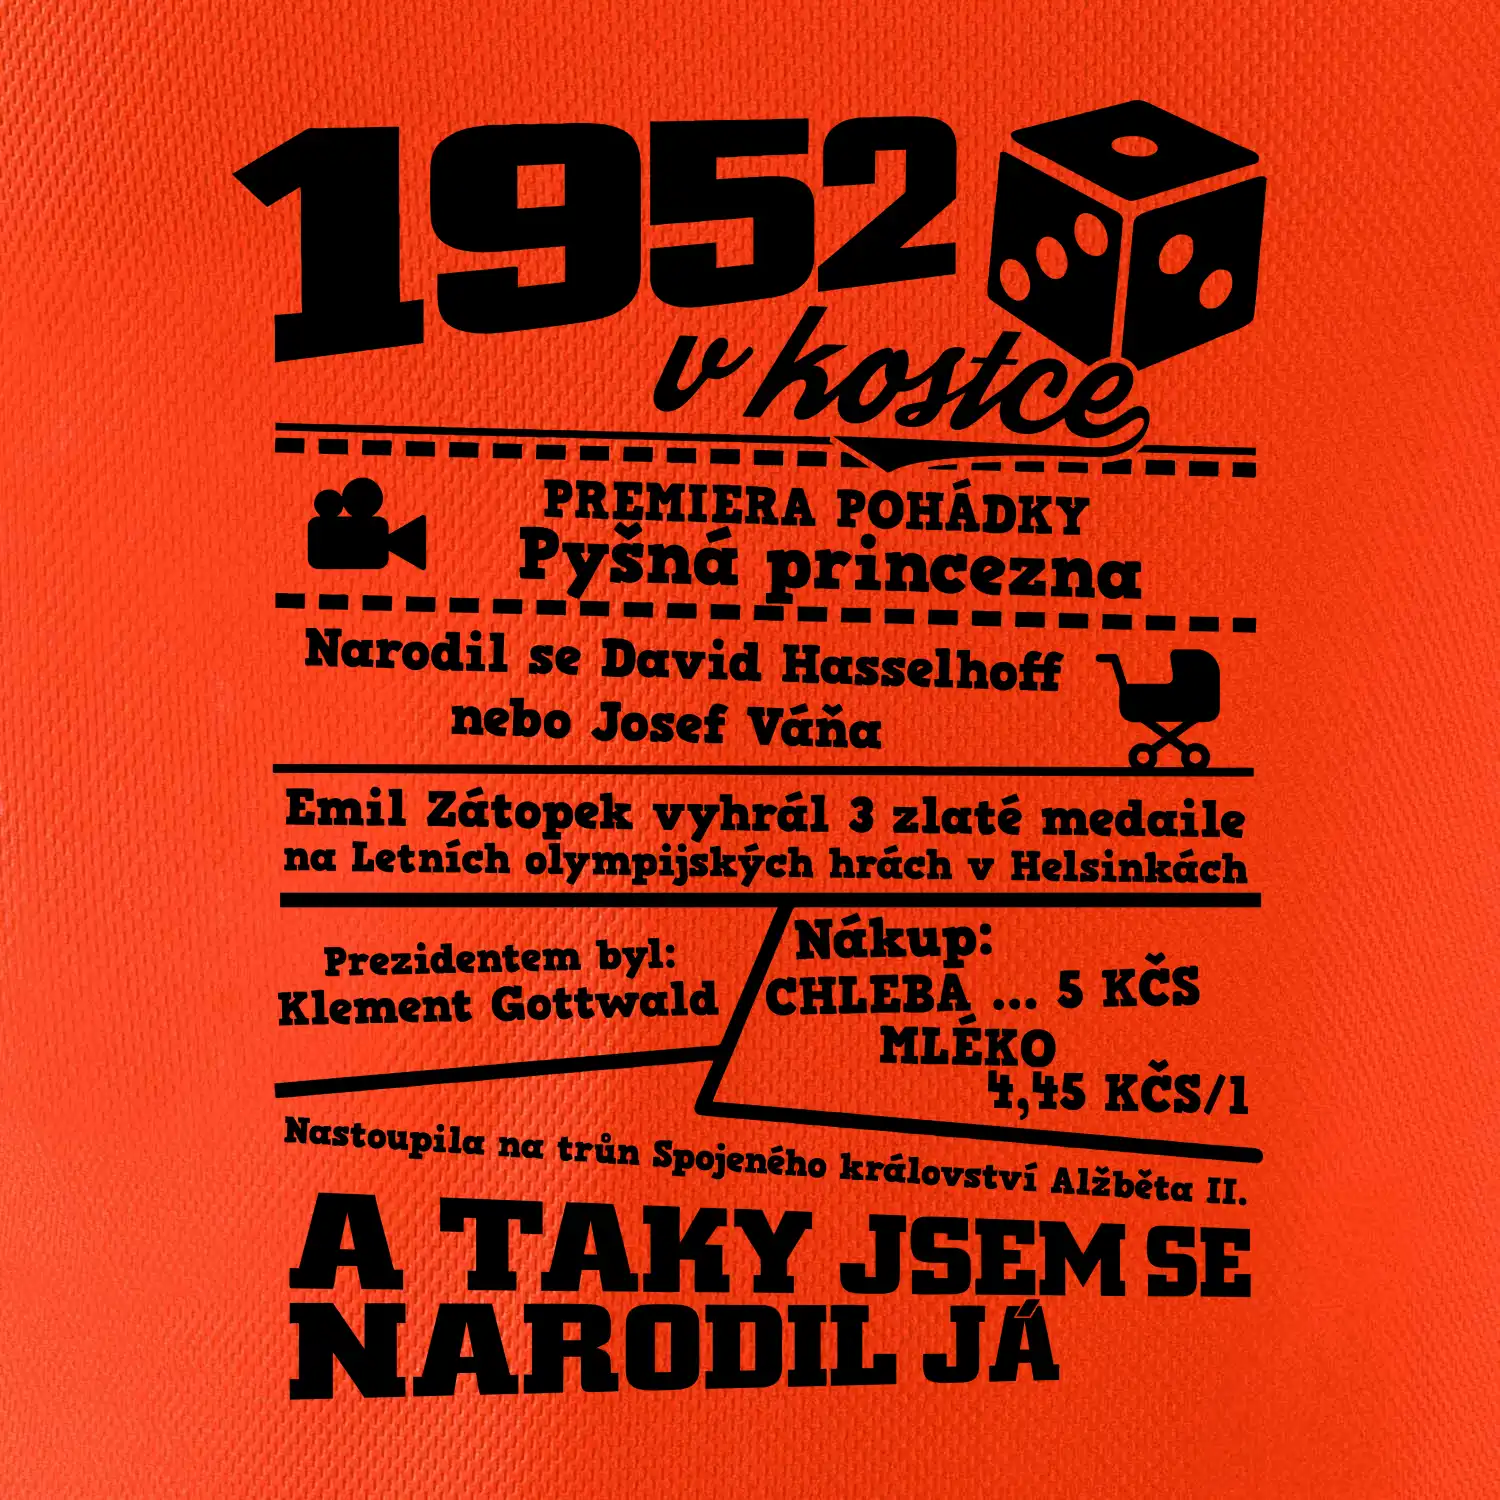 1952
v kostce
PREMIERA POHÁDKY
Pyšná princezna
Narodil se David Hasselhoff
nebo Josef Váňa
Emil Zátopek vyhrál 3 zlaté medaile
na Letních olympijských hrách v Helsinkách
Prezidentem byl:
Klement Gottwald
Nákup:
CHLEBA ... 5 KČS
MLÉKO
4,45 KČS/l
Nastoupila na trůn Spojeného království Alžběta II.
A TAKY JSEM SE
NARODIL JÁ